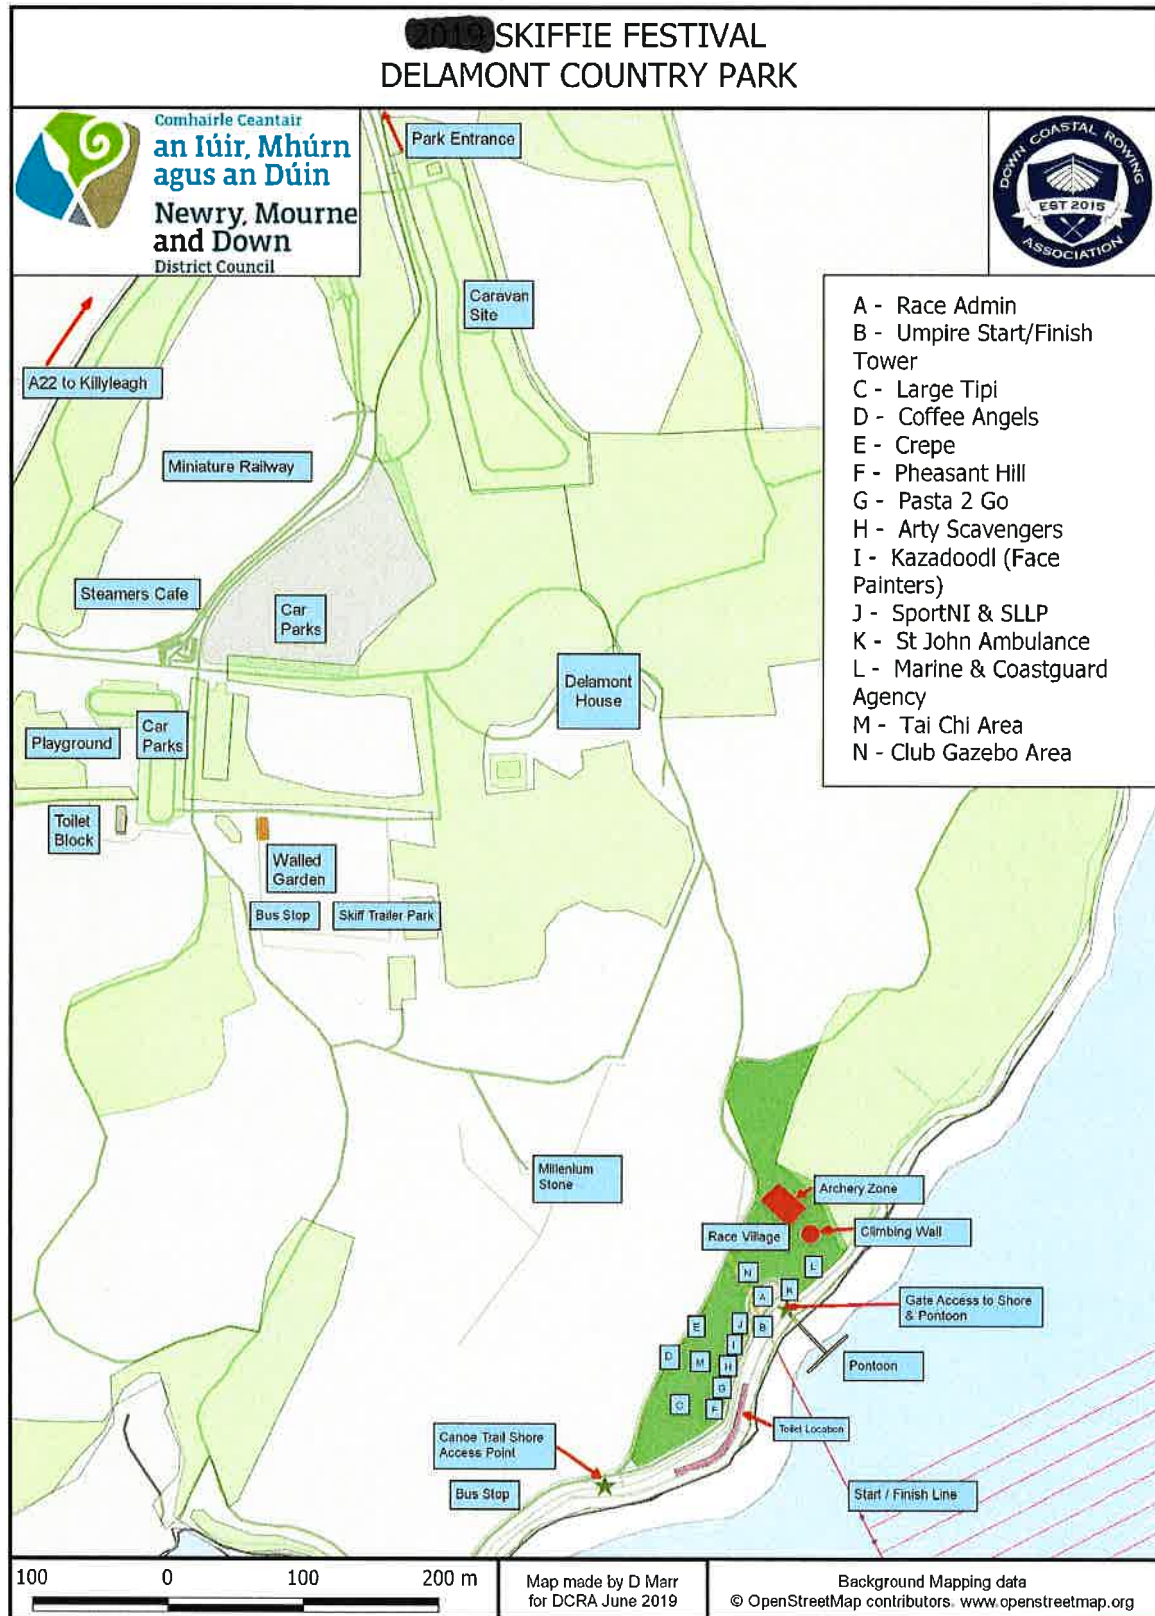 2019 SKIFFIE FESTIVAL
DELAMONT COUNTRY PARK
Comhairle Ceantair
an Iúir, Mhúrn
agus an Dúin
Newry, Mourne
and Down
District Council
DOWN COASTAL ROWING
EST 2015
ASSOCIATION
Park Entrance
Caravan
Site
A22 to Killyleagh
Miniature Railway
Steamers Cafe
Car
Parks
Delamont
House
Playground
Car
Parks
Toilet
Block
Walled
Garden
Bus Stop
Skiff Trailer Park
A - Race Admin
B - Umpire Start/Finish
Tower
C - Large Tipi
D - Coffee Angels
E - Crepe
F - Pheasant Hill
G - Pasta 2 Go
H - Arty Scavengers
I - Kazadoodl (Face
Painters)
J - SportNI & SLLP
K - St John Ambulance
L - Marine & Coastguard
Agency
M - Tai Chi Area
N - Club Gazebo Area
Millenium
Stone
Archery Zone
Race Village
Climbing Wall
L
N
K
A
Gate Access to Shore
& Pontoon
J
B
E
I
D
M
H
Pontoon
G
C
F
Toilet Location
Canoe Trail Shore
Access Point
Bus Stop
Start / Finish Line
100 0 100 200 m
Map made by D Marr
for DCRA June 2019
Background Mapping data
© OpenStreetMap contributors. www.openstreetmap.org